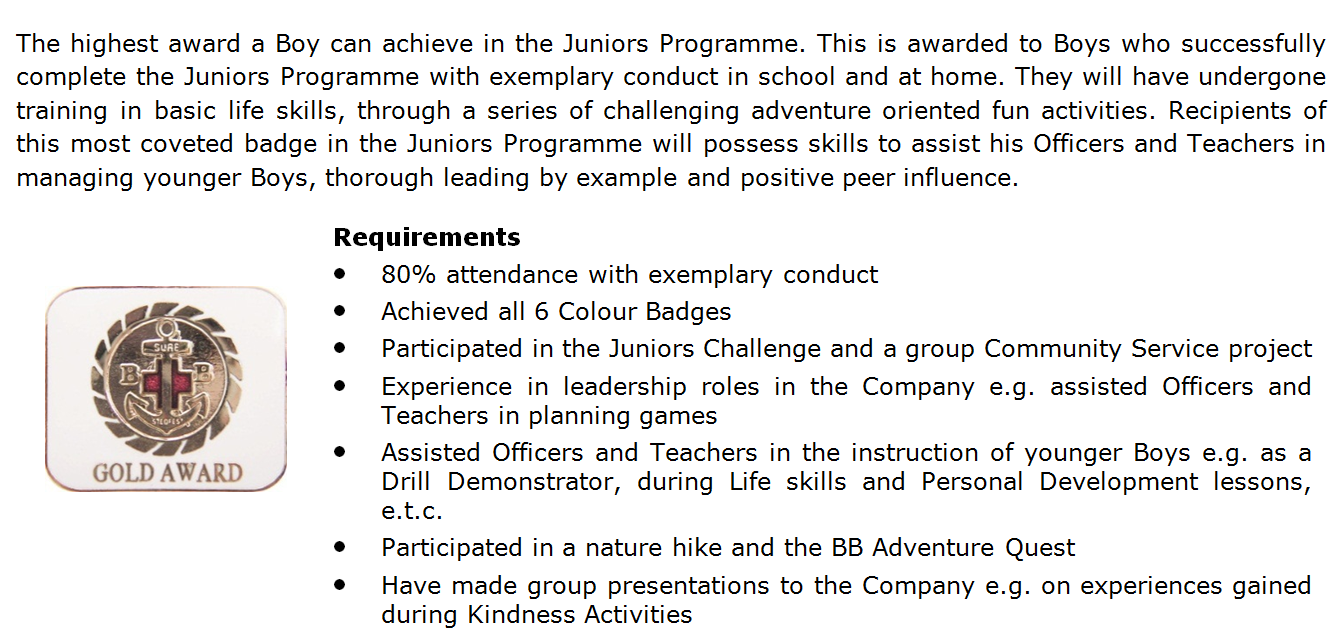 The highest award a Boy can achieve in the Juniors Programme. This is awarded to Boys who successfully
complete the Juniors Programme with exemplary conduct in school and at home. They will have undergone
training in basic life skills, through a series of challenging adventure oriented fun activities. Recipients of
this most coveted badge in the Juniors Programme will possess skills to assist his Officers and Teachers in
managing younger Boys, thorough leading by example and positive peer influence.
Requirements
• 80% attendance with exemplary conduct
• Achieved all 6 Colour Badges
• Participated in the Juniors Challenge and a group Community Service project
• Experience in leadership roles in the Company e.g. assisted Officers and
Teachers in planning games
• Assisted Officers and Teachers in the instruction of younger Boys e.g. as a
Drill Demonstrator, during Life skills and Personal Development lessons,
e.t.c.
• Participated in a nature hike and the BB Adventure Quest
• Have made group presentations to the Company e.g. on experiences gained
during Kindness Activities
SURE
B B
STEDFAST
GOLD AWARD